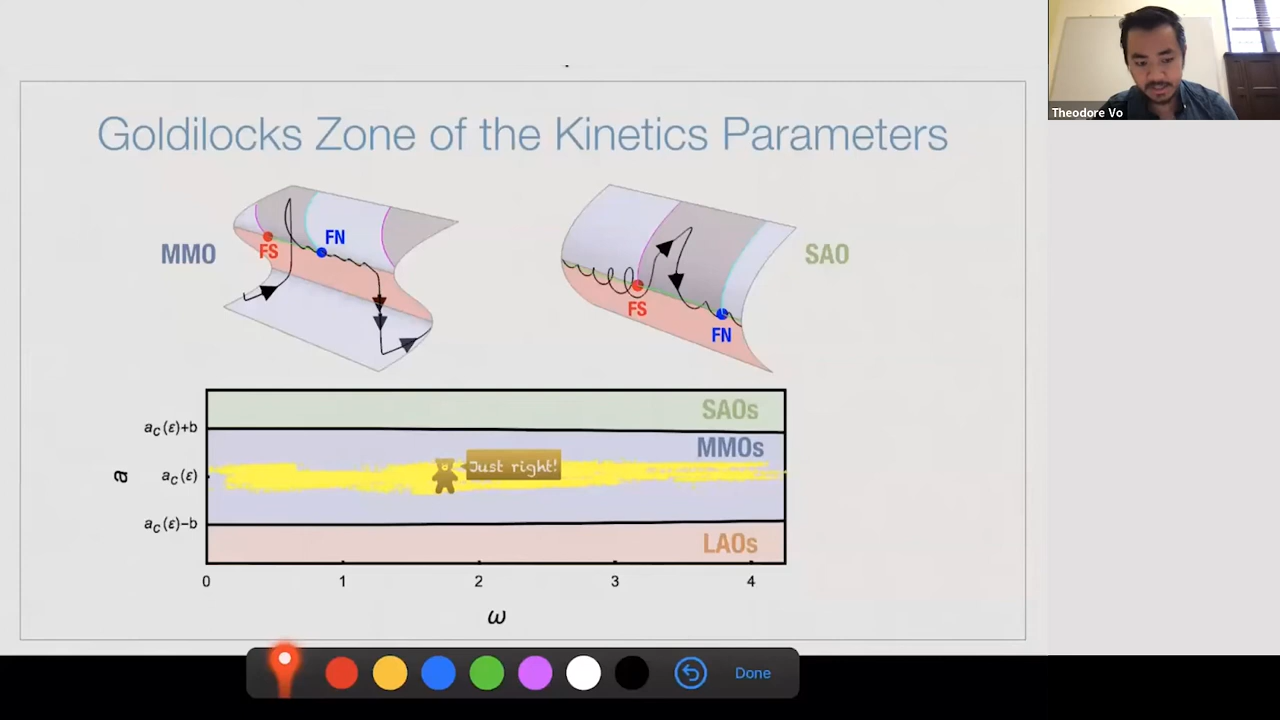 Theodore Vo
Goldilocks Zone of the Kinetics Parameters
MMO
FS
FN
SAO
FS
FN
SAOs
a_c(ε)+b
MMOs
Just right!
a
a_c(ε)
a_c(ε)−b
LAOs
0 1 2 3 4
ω
Done